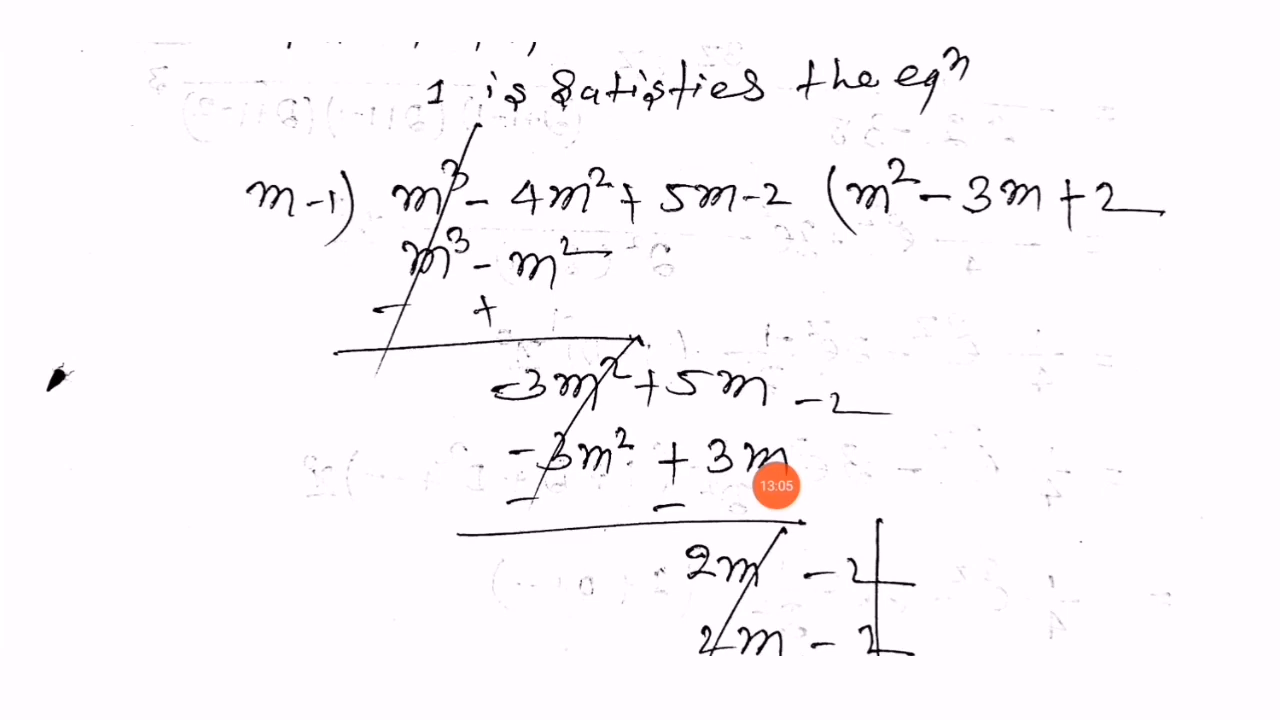 1 is satisfies the eqn
m-1) m³ - 4m² + 5m - 2 (m² - 3m + 2
m³ - m²
- +
-3m² + 5m - 2
-3m² + 3m
13:05
- -
2m - 2
2m - 2